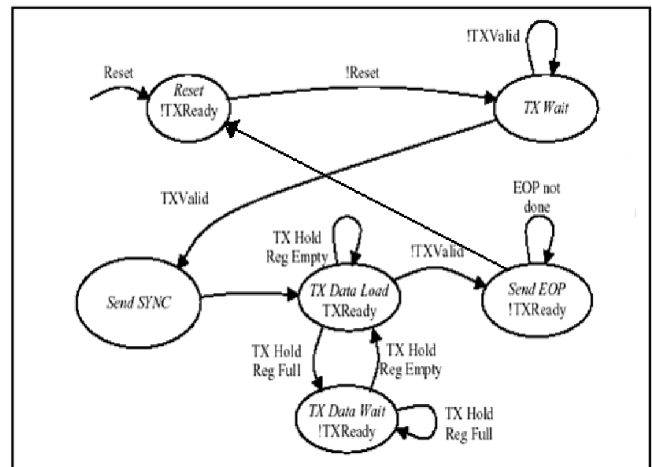 !TXValid
Reset
Reset
!TXReady
!Reset
TX Wait
TXValid
EOP not
done
TX Hold
Reg Empty
!TXValid
Send SYNC
TX Data Load
TXReady
Send EOP
!TXReady
TX Hold
Reg Full
TX Hold
Reg Empty
TX Data Wait
!TXReady
TX Hold
Reg Full